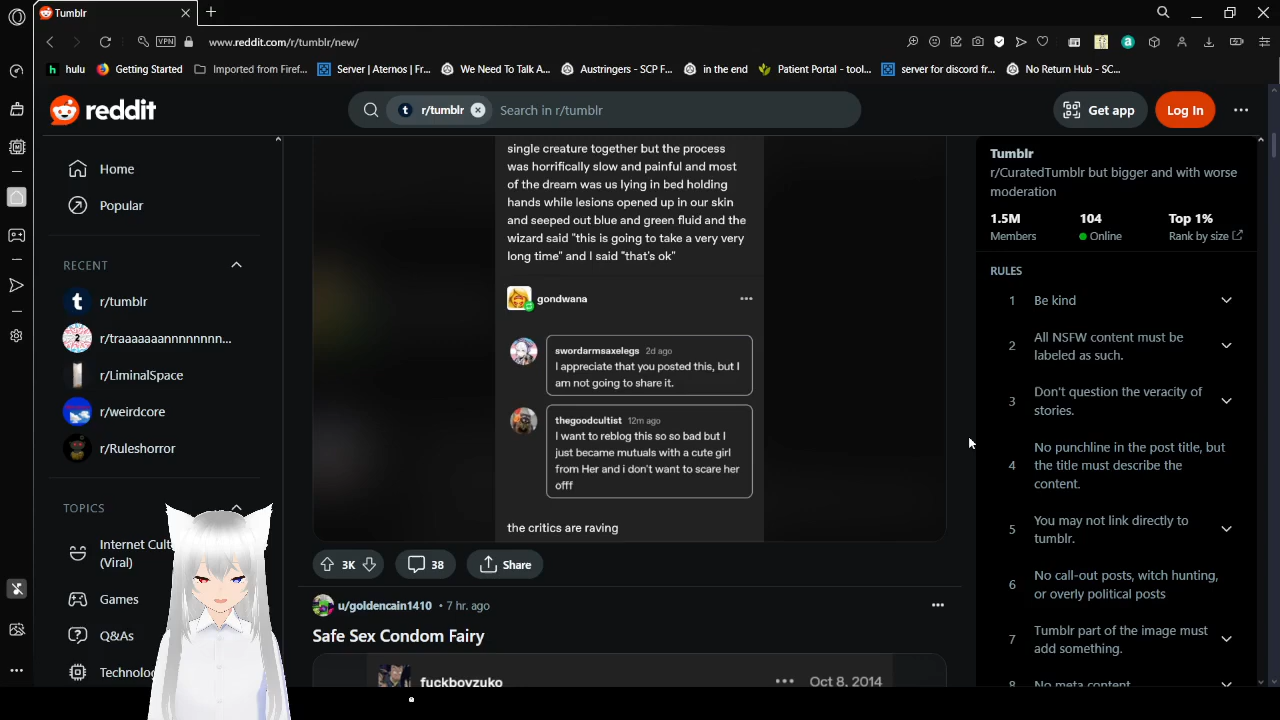 Tumblr
VPN
www.reddit.com/r/tumblr/new/
hulu
Getting Started
Imported from Firef...
Server | Aternos | Fr...
We Need To Talk A...
Austringers - SCP F...
in the end
Patient Portal - tool...
server for discord fr...
No Return Hub - SC...
reddit
r/tumblr
Search in r/tumblr
Get app
Log In
Home
Popular
RECENT
r/tumblr
r/traaaaaaannnnnnnn...
r/LiminalSpace
r/weirdcore
r/Ruleshorror
TOPICS
Internet Cult
(Viral)
Games
Q&As
Technolog
single creature together but the process
was horrifically slow and painful and most
of the dream was us lying in bed holding
hands while lesions opened up in our skin
and seeped out blue and green fluid and the
wizard said "this is going to take a very very
long time" and I said "that's ok"
gondwana
swordarmsaxelegs 2d ago
I appreciate that you posted this, but I
am not going to share it.
thegoodcultist 12m ago
I want to reblog this so so bad but I
just became mutuals with a cute girl
from Her and i don't want to scare her
offf
the critics are raving
3K
38
Share
u/goldencain1410 • 7 hr. ago
Safe Sex Condom Fairy
fuckboyzuko
Oct 8, 2014
Tumblr
r/CuratedTumblr but bigger and with worse
moderation
1.5M
Members
104
Online
Top 1%
Rank by size
RULES
1 Be kind
2 All NSFW content must be
labeled as such.
3 Don't question the veracity of
stories.
4 No punchline in the post title, but
the title must describe the
content.
5 You may not link directly to
tumblr.
6 No call-out posts, witch hunting,
or overly political posts
7 Tumblr part of the image must
add something.
8 No meta content